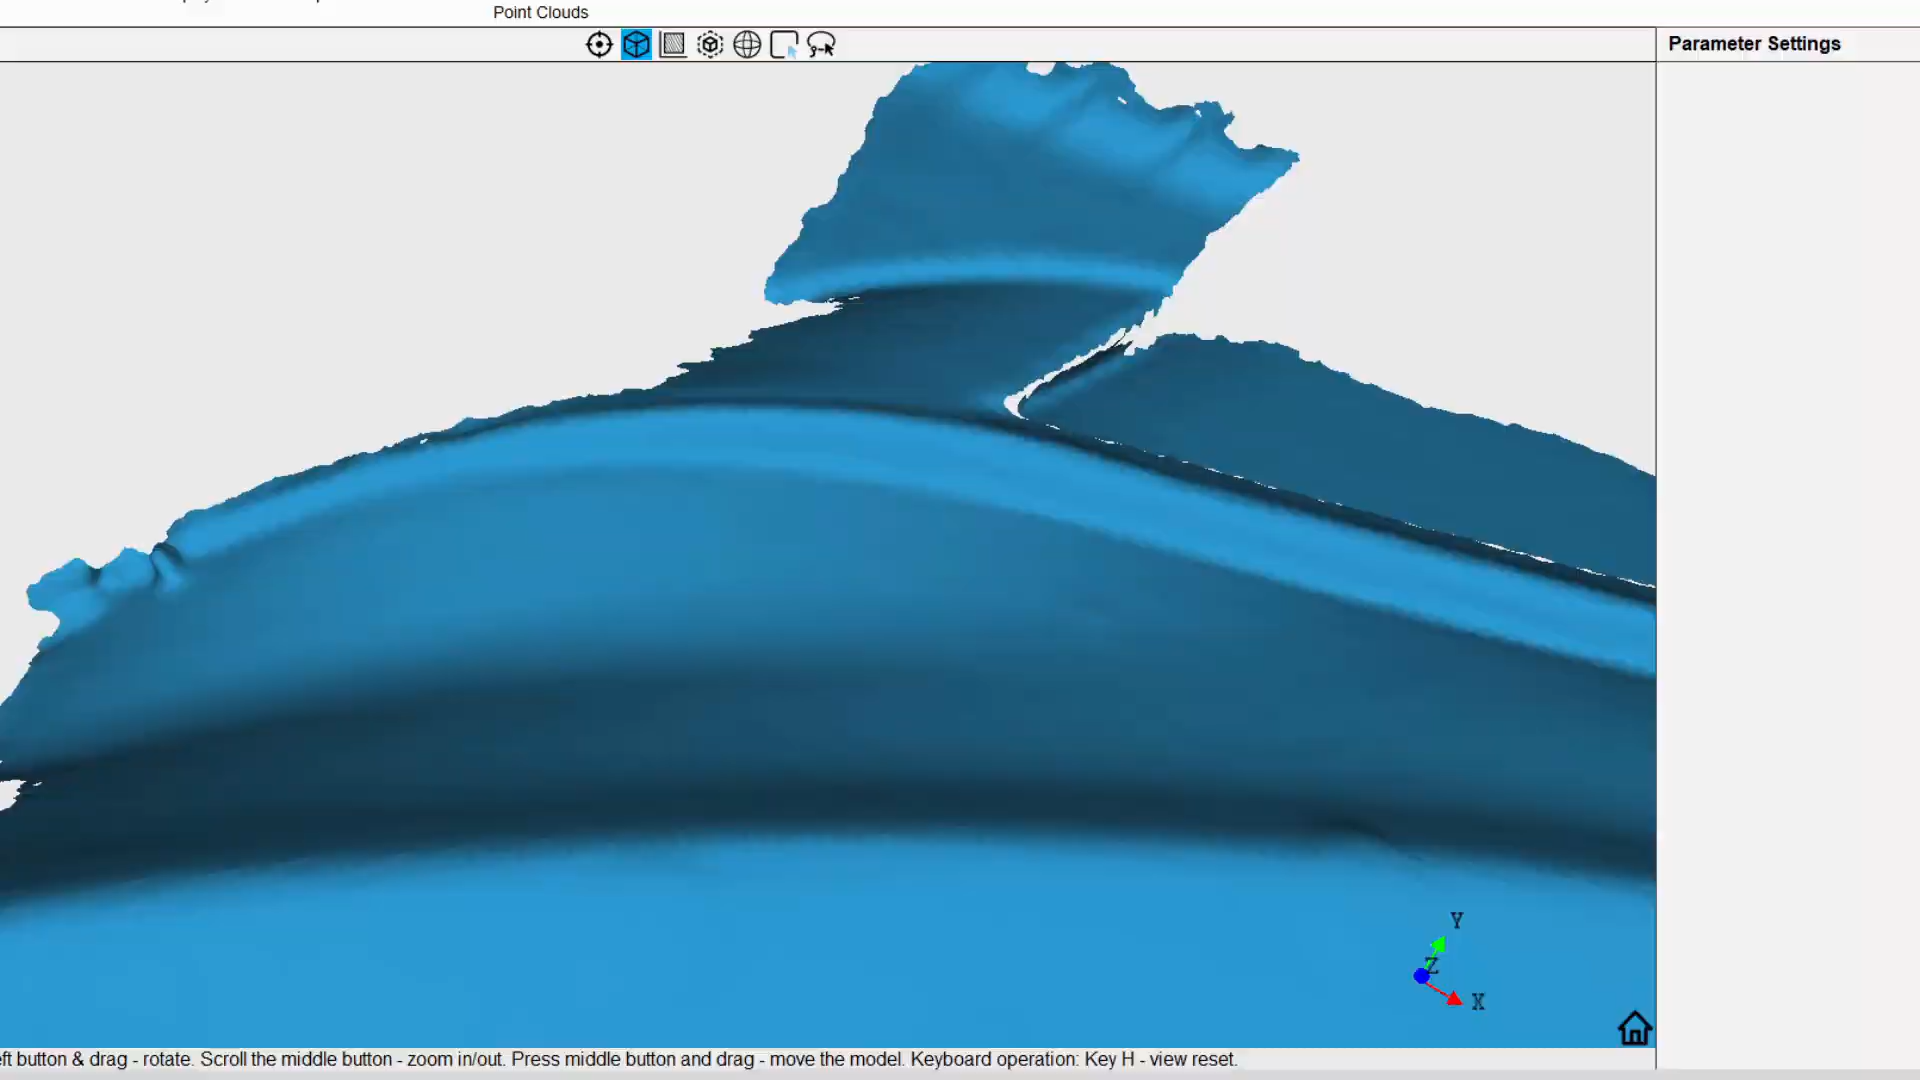 Point Clouds
Parameter Settings
Y
Z
X
ft button & drag - rotate. Scroll the middle button - zoom in/out. Press middle button and drag - move the model. Keyboard operation: Key H - view reset.